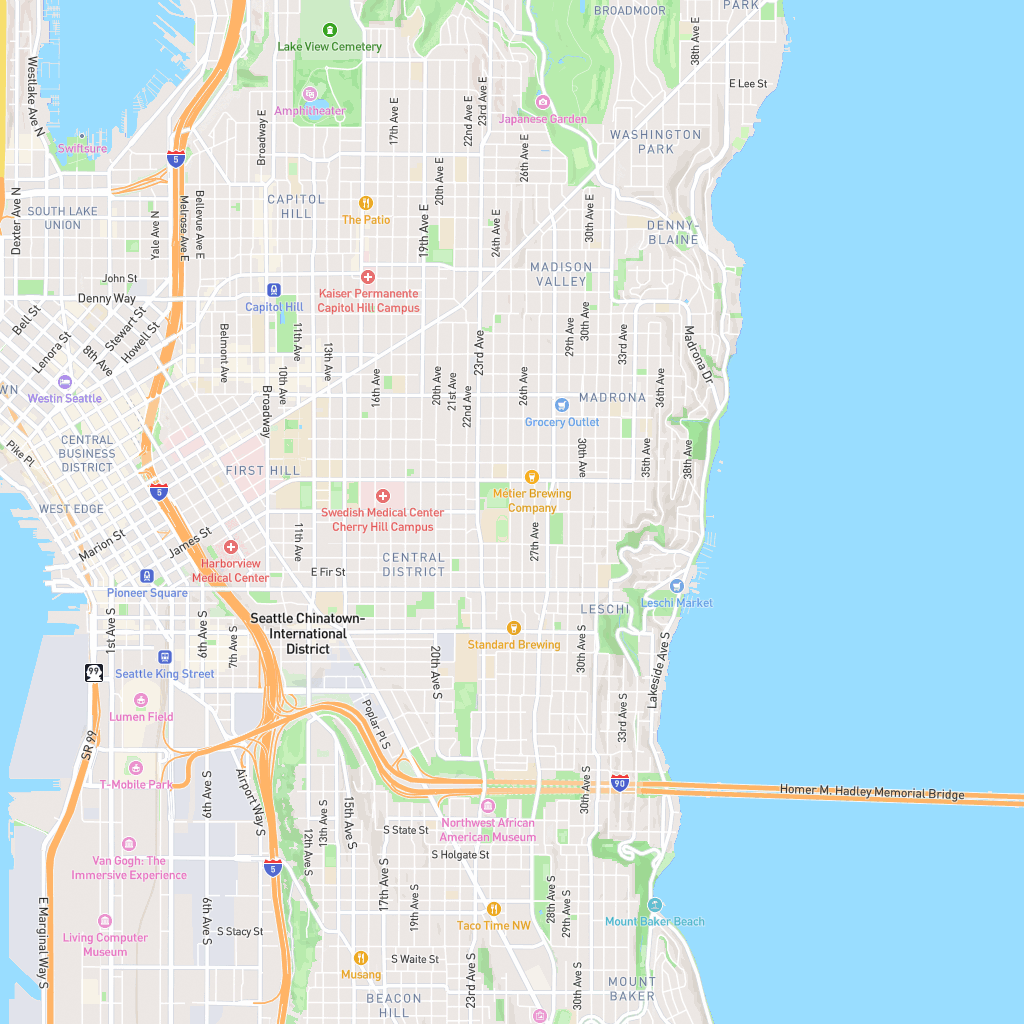 BROADMOOR
PARK
38th Ave E
Lake View Cemetery
Westlake Ave N
E Lee St
23rd Ave E
22nd Ave E
17th Ave E
Amphitheater
Japanese Garden
Broadway E
WASHINGTON
PARK
Swiftsure
5
26th Ave E
20th Ave E
Dexter Ave N
SOUTH LAKE
UNION
Yale Ave N
Melrose Ave E
Bellevue Ave E
CAPITOL
HILL
The Patio
19th Ave E
24th Ave E
30th Ave E
DENNY-
BLAINE
John St
Denny Way
Capitol Hill
Kaiser Permanente
Capitol Hill Campus
MADISON
VALLEY
Bell St
Lenora St
8th Ave
Stewart St
Howell St
Belmont Ave
11th Ave
13th Ave
10th Ave
23rd Ave
29th Ave
30th Ave
33rd Ave
Madrona Dr
WN
Westin Seattle
Broadway
16th Ave
20th Ave
21st Ave
22nd Ave
26th Ave
MADRONA
36th Ave
Grocery Outlet
Pike Pl
CENTRAL
BUSINESS
DISTRICT
FIRST HILL
30th Ave
35th Ave
38th Ave
5
WEST EDGE
Marion St
James St
Swedish Medical Center
Cherry Hill Campus
Métier Brewing
Company
11th Ave
27th Ave
Harborview
Medical Center
E Fir St
CENTRAL
DISTRICT
Pioneer Square
LESCHI
Leschi Market
1st Ave S
6th Ave S
7th Ave S
Seattle Chinatown-
International
District
Standard Brewing
30th Ave S
Lakeside Ave S
20th Ave S
99
Seattle King Street
Lumen Field
Poplar Pl S
33rd Ave S
SR 99
T-Mobile Park
6th Ave S
Airport Way S
90
30th Ave S
Homer M. Hadley Memorial Bridge
13th Ave S
15th Ave S
12th Ave S
S State St
Northwest African
American Museum
S Holgate St
Van Gogh: The
Immersive Experience
5
17th Ave S
19th Ave S
28th Ave S
29th Ave S
E Marginal Way S
6th Ave S
Living Computer
Museum
S Stacy St
Taco Time NW
Mount Baker Beach
Musang
S Waite St
23rd Ave S
30th Ave S
BEACON
HILL
MOUNT
BAKER